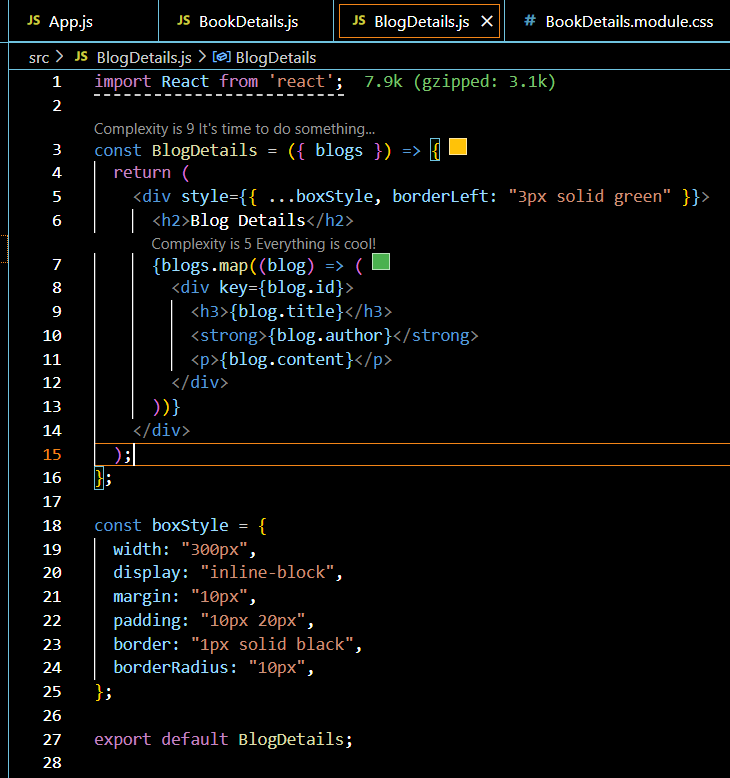 JS App.js JS BookDetails.js JS BlogDetails.js × # BookDetails.module.css
src > JS BlogDetails.js > BlogDetails
1 import React from 'react'; 7.9k (gzipped: 3.1k)
2
Complexity is 9 It's time to do something...
3 const BlogDetails = ({ blogs }) => {
4   return (
5     <div style={{ ...boxStyle, borderLeft: "3px solid green" }}>
6       <h2>Blog Details</h2>
Complexity is 5 Everything is cool!
7       {blogs.map((blog) => (
8         <div key={blog.id}>
9           <h3>{blog.title}</h3>
10           <strong>{blog.author}</strong>
11           <p>{blog.content}</p>
12         </div>
13       ))}
14     </div>
15   );
16 };
17
18 const boxStyle = {
19   width: "300px",
20   display: "inline-block",
21   margin: "10px",
22   padding: "10px 20px",
23   border: "1px solid black",
24   borderRadius: "10px",
25 };
26
27 export default BlogDetails;
28